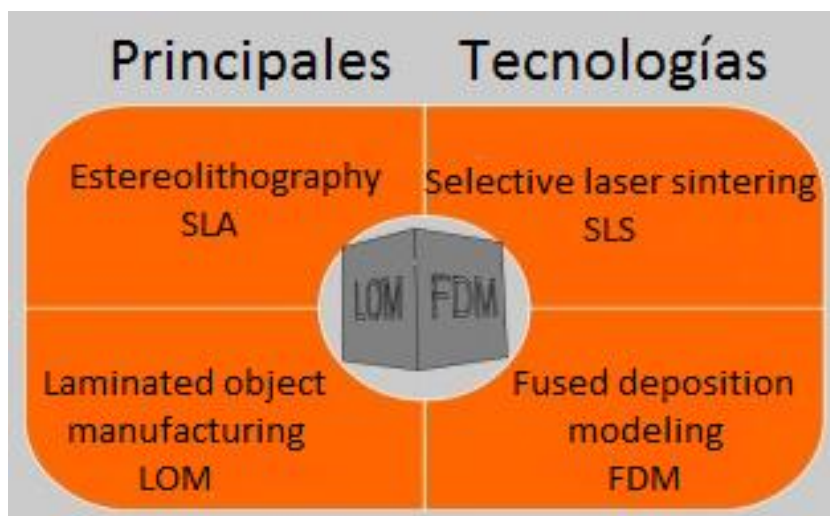 Principales Tecnologías
Estereolithography
SLA
Selective laser sintering
SLS
LOM FDM
Laminated object
manufacturing
LOM
Fused deposition
modeling
FDM